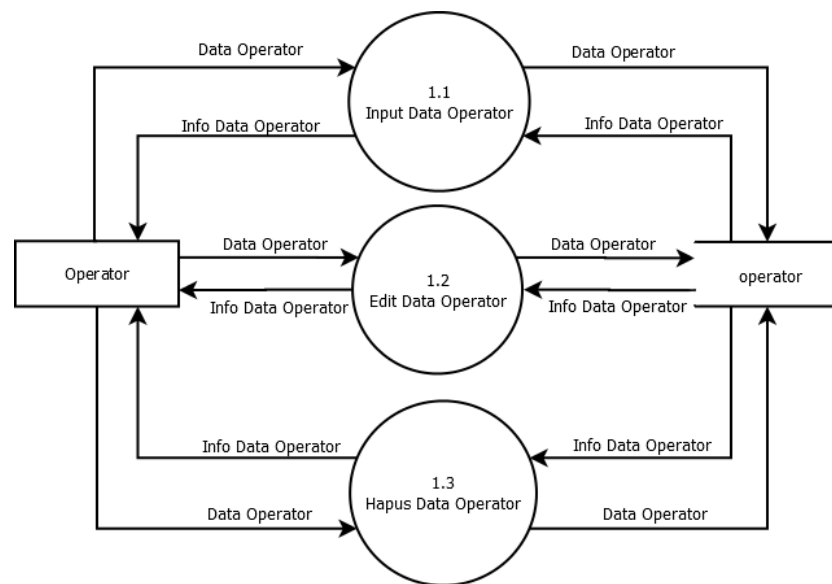 Data Operator
Data Operator
1.1
Input Data Operator
Info Data Operator
Info Data Operator
Data Operator
Data Operator
Operator
1.2
Edit Data Operator
operator
Info Data Operator
Info Data Operator
Info Data Operator
Info Data Operator
1.3
Hapus Data Operator
Data Operator
Data Operator